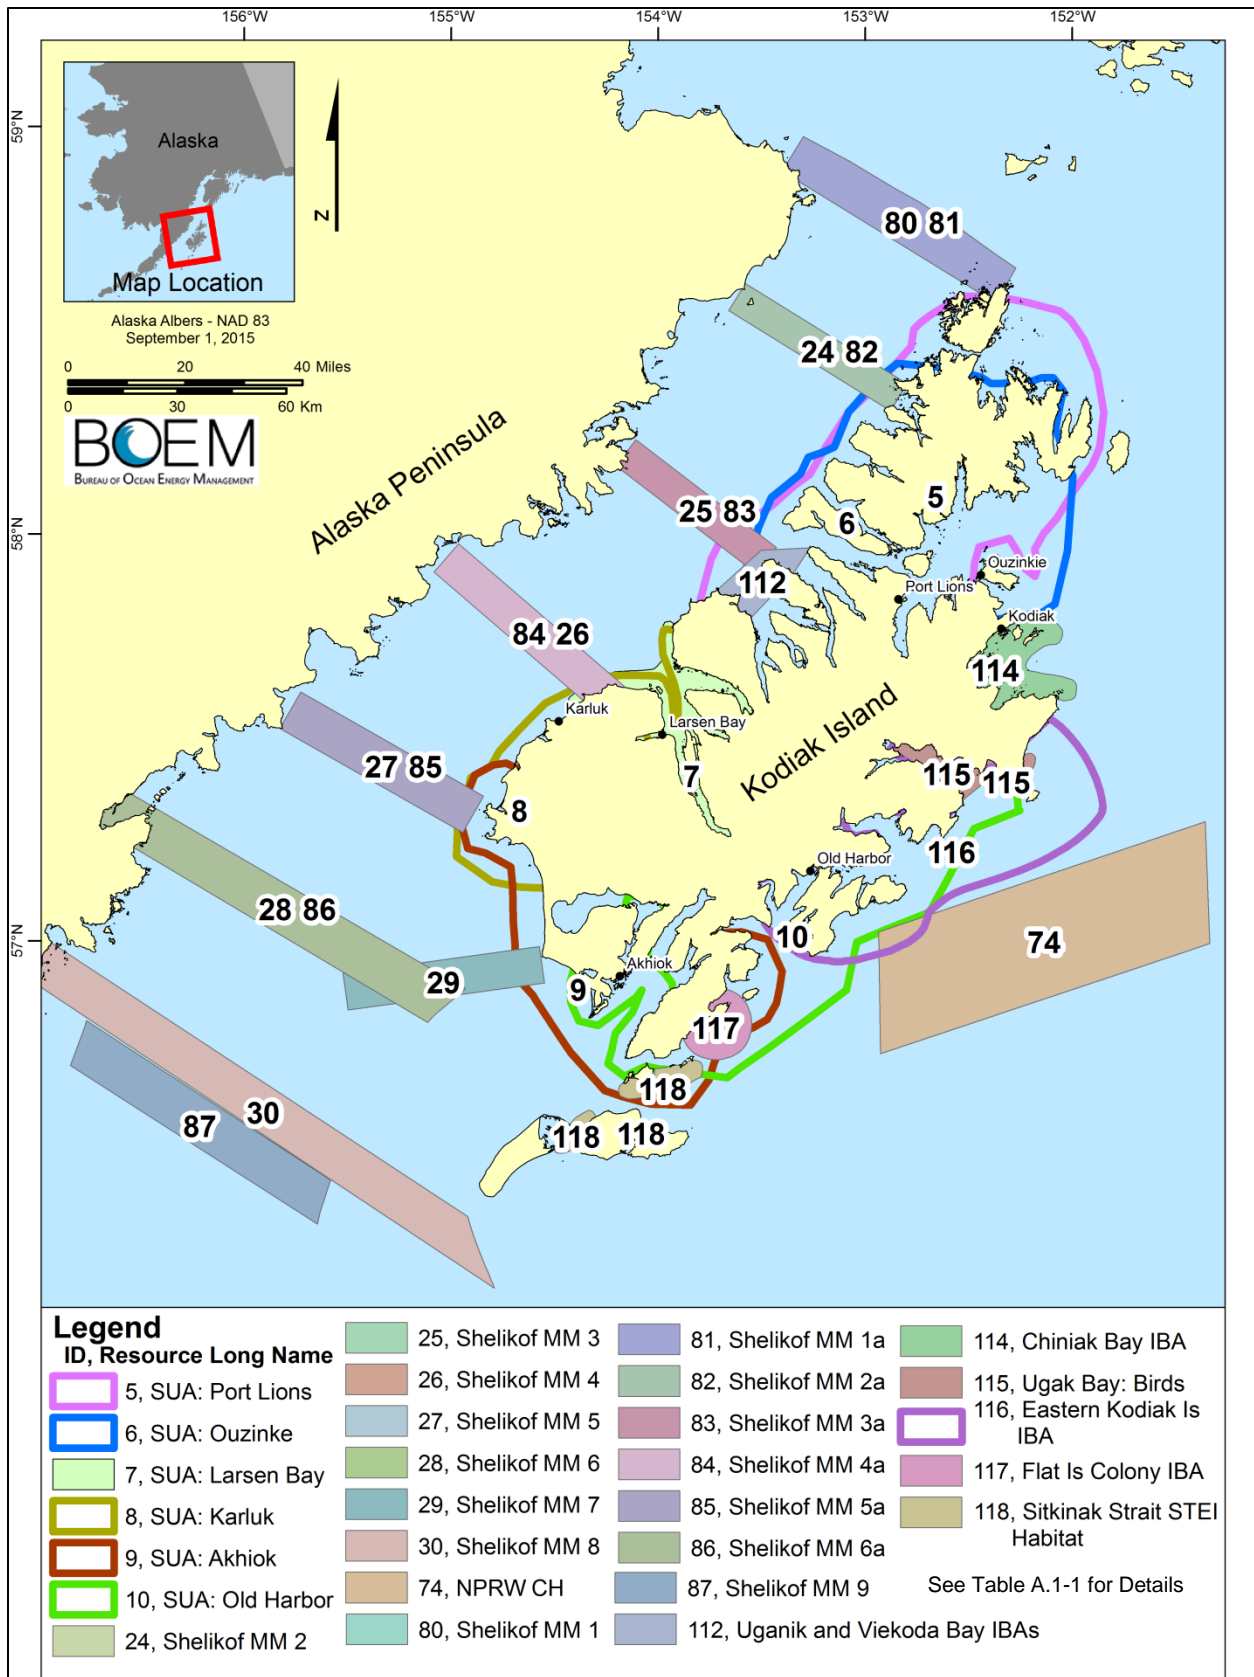 156°W
155°W
154°W
153°W
152°W
59°N
58°N
57°N
Alaska
Map Location
N
Alaska Albers - NAD 83
September 1, 2015
0 20 40 Miles
0 30 60 Km
BOEM
BUREAU OF OCEAN ENERGY MANAGEMENT
Alaska Peninsula
Kodiak Island
80 81
24 82
25 83
5
6
112
Ouzinkie
Port Lions
Kodiak
114
84 26
Karluk
Larsen Bay
7
27 85
8
115
115
116
Old Harbor
28 86
29
10
74
Akhiok
9
117
118
118
118
30
87
Legend
ID, Resource Long Name
5, SUA: Port Lions
6, SUA: Ouzinke
7, SUA: Larsen Bay
8, SUA: Karluk
9, SUA: Akhiok
10, SUA: Old Harbor
24, Shelikof MM 2
25, Shelikof MM 3
26, Shelikof MM 4
27, Shelikof MM 5
28, Shelikof MM 6
29, Shelikof MM 7
30, Shelikof MM 8
74, NPRW CH
80, Shelikof MM 1
81, Shelikof MM 1a
82, Shelikof MM 2a
83, Shelikof MM 3a
84, Shelikof MM 4a
85, Shelikof MM 5a
86, Shelikof MM 6a
87, Shelikof MM 9
112, Uganik and Viekoda Bay IBAs
114, Chiniak Bay IBA
115, Ugak Bay: Birds
116, Eastern Kodiak Is
IBA
117, Flat Is Colony IBA
118, Sitkinak Strait STEI
Habitat
See Table A.1-1 for Details